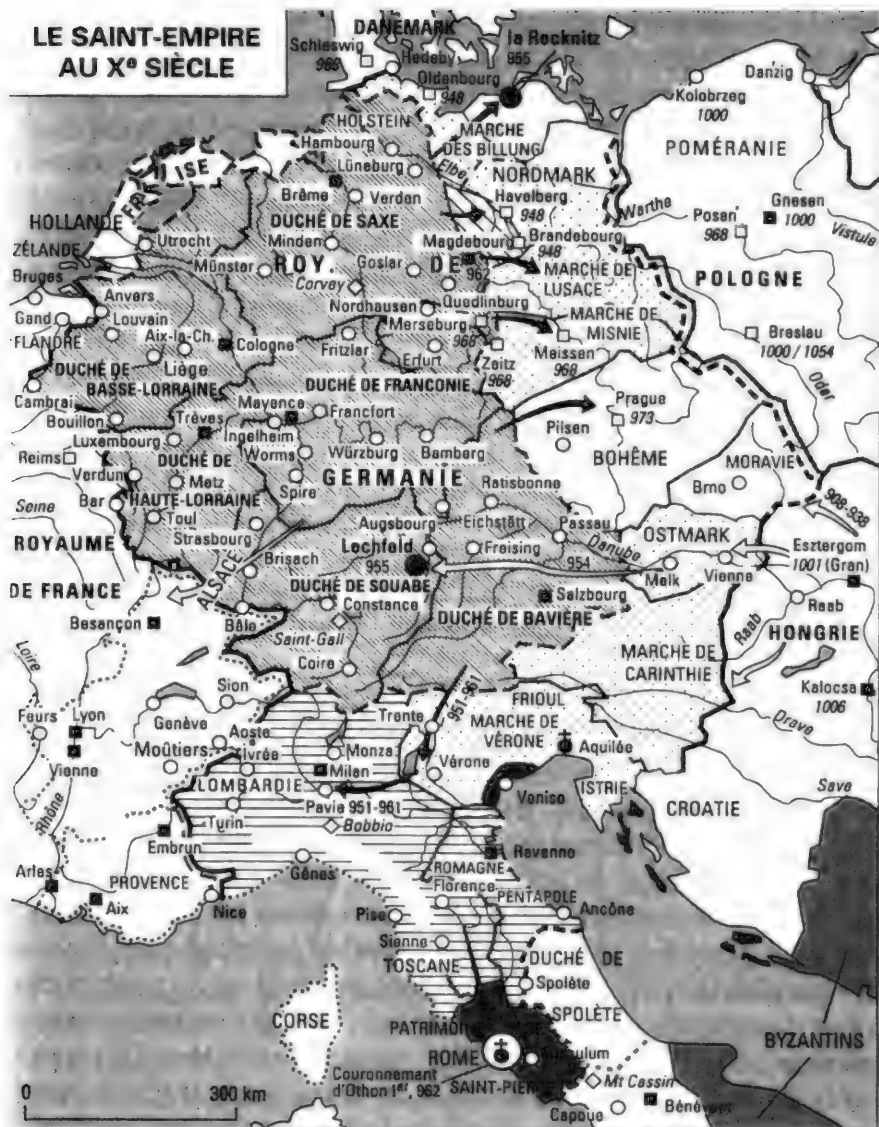 LE SAINT-EMPIRE
AU Xᵉ SIÈCLE
DANEMARK
Schleswig
Hedeby
Oldenbourg
948
la Recknitz
955
Danzig
Kolobrzeg
1000
HOLSTEIN
Hambourg
Lüneburg
Elbe
MARCHE
DES BILLUNG
POMÉRANIE
NORDMARK
Havelberg
948
Brême
Verden
FR
ISE
HOLLANDE
ZÉLANDE
Utrecht
DUCHÉ DE SAXE
Minden
Münster
ROY.
DE
Goslar
Corvey
Magdebourg
962
Brandebourg
948
Warthe
Posen
968
Gnesen
1000
Vistule
POLOGNE
MARCHE DE
LUSACE
Bruges
Anvers
Gand
Louvain
FLANDRE
Aix-la-Ch.
Liège
Cologne
Nordhausen
Quedlinburg
Merseburg
968
Fritzlar
Erfurt
Zeitz
968
MARCHE DE
MISNIE
Meissen
968
Breslau
1000 / 1054
Oder
DUCHÉ DE
BASSE-LORRAINE
Cambrai
Bouillon
DUCHÉ DE FRANCONIE
Mayence
Francfort
Trèves
Ingelheim
Luxembourg
Worms
Würzburg
Bamberg
Prague
973
Pilsen
BOHÊME
MORAVIE
Brno
Reims
Verdun
DUCHÉ DE
Metz
HAUTE-LORRAINE
Spire
GERMANIE
Ratisbonne
Seine
Bar
Toul
Strasbourg
Augsbourg
Eichstätt
Passau
OSTMARK
Danube
908-938
ROYAUME
DE FRANCE
ALSACE
Brisach
Lechfeld
955
Freising
954
Melk
Vienne
Esztergom
1001 (Gran)
DUCHÉ DE SOUABE
Constance
Salzbourg
Besançon
Bâle
Saint-Gall
Coire
DUCHÉ DE BAVIÈRE
Raab
Raab
HONGRIE
MARCHE DE
CARINTHIE
Kalocsa
1006
Loire
Feurs
Lyon
Genève
Sion
Moûtiers
Aoste
Ivrée
Vienne
951-961
Trente
FRIOUL
MARCHE DE
VÉRONE
Aquilée
Drave
Save
Monza
Milan
Vérone
LOMBARDIE
Pavie 951-961
Turin
Bobbio
ISTRIE
CROATIE
Rhône
Embrun
Arles
PROVENCE
Aix
Nice
Gênes
Ravenne
ROMAGNE
Florence
PENTAPOLE
Pise
Ancône
Sienne
TOSCANE
DUCHÉ DE
Spolète
SPOLÈTE
CORSE
ROME
SAINT-PIERRE
Couronnement
d'Othon Iᵉʳ, 962
Mt Cassin
Capoue
Bénévent
BYZANTINS
0
300 km